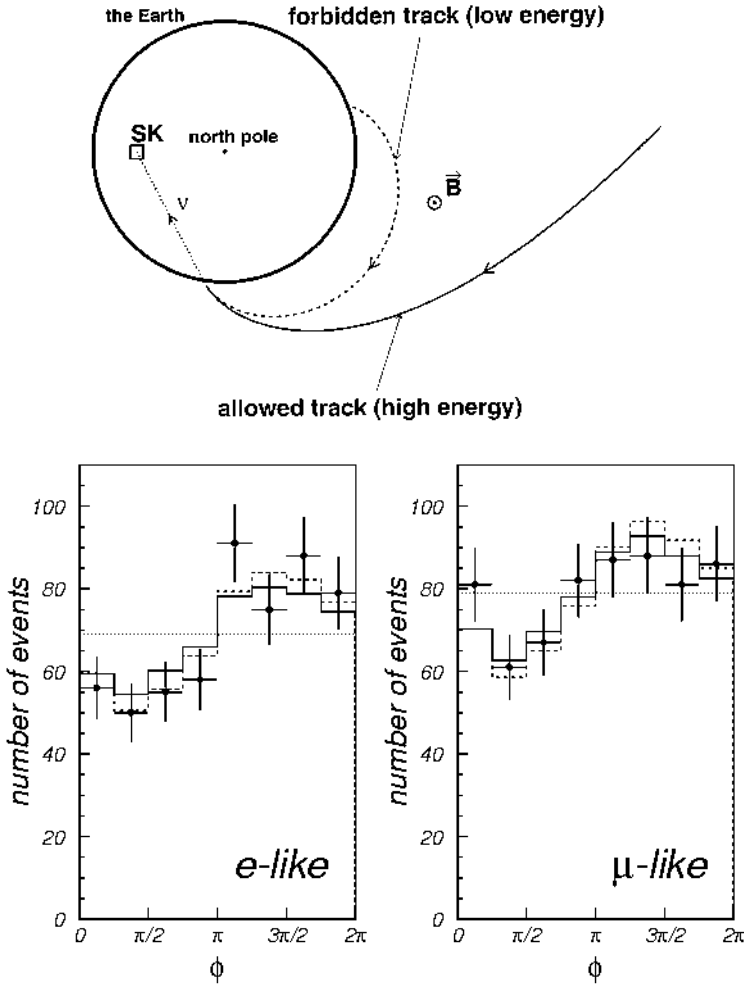 the Earth
forbidden track (low energy)
SK
north pole
ν
B
allowed track (high energy)
number of events
100
80
60
40
20
0
e-like
0
π/2
π
3π/2
2π
ϕ
number of events
100
80
60
40
20
0
μ-like
0
π/2
π
3π/2
2π
ϕ